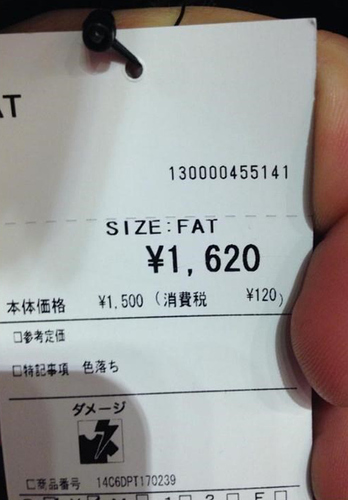 AT
130000455141
SIZE:FAT
¥1,620
本体価格 ¥1,500 (消費税 ¥120)
□参考定価
□特記事項 色落ち
ダメージ
□商品番号 14C6DPT170239